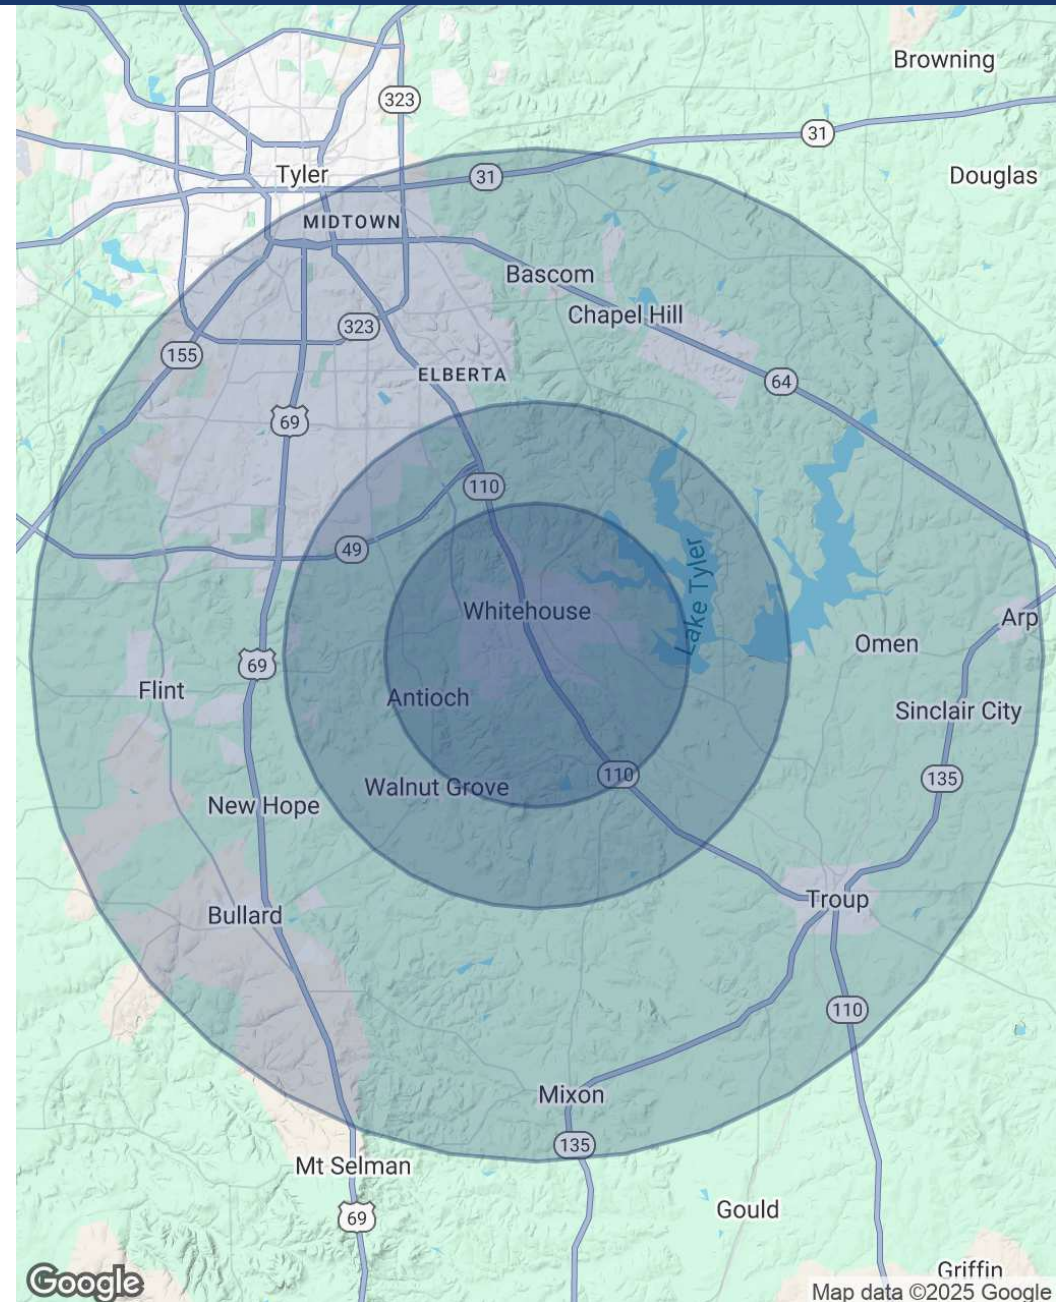 Browning
323
31
31
Tyler
Douglas
MIDTOWN
Bascom
Chapel Hill
323
155
ELBERTA
64
69
110
49
Lake Tyler
Whitehouse
Arp
Omen
69
Flint
Antioch
Sinclair City
110
135
Walnut Grove
New Hope
Troup
Bullard
110
Mixon
135
Mt Selman
Gould
69
Griffin
Google
Map data ©2025 Google